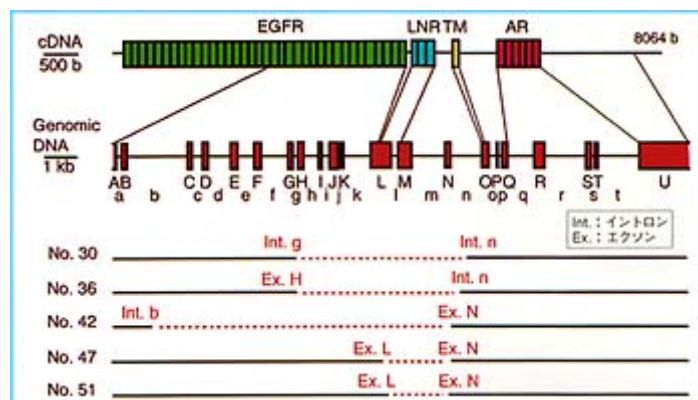 EGFR LNR TM AR
cDNA
500 b
8064 b
Genomic
DNA
1 kb
A B C D E F G H I J K L M N O P Q R S T U
a b c d e f g h i j k l m n o p q r s t
Int.：イントロン
Ex.：エクソン
No. 30 Int. g Int. n
No. 36 Ex. H Int. n
No. 42 Int. b Ex. N
No. 47 Ex. L Ex. N
No. 51 Ex. L Ex. N